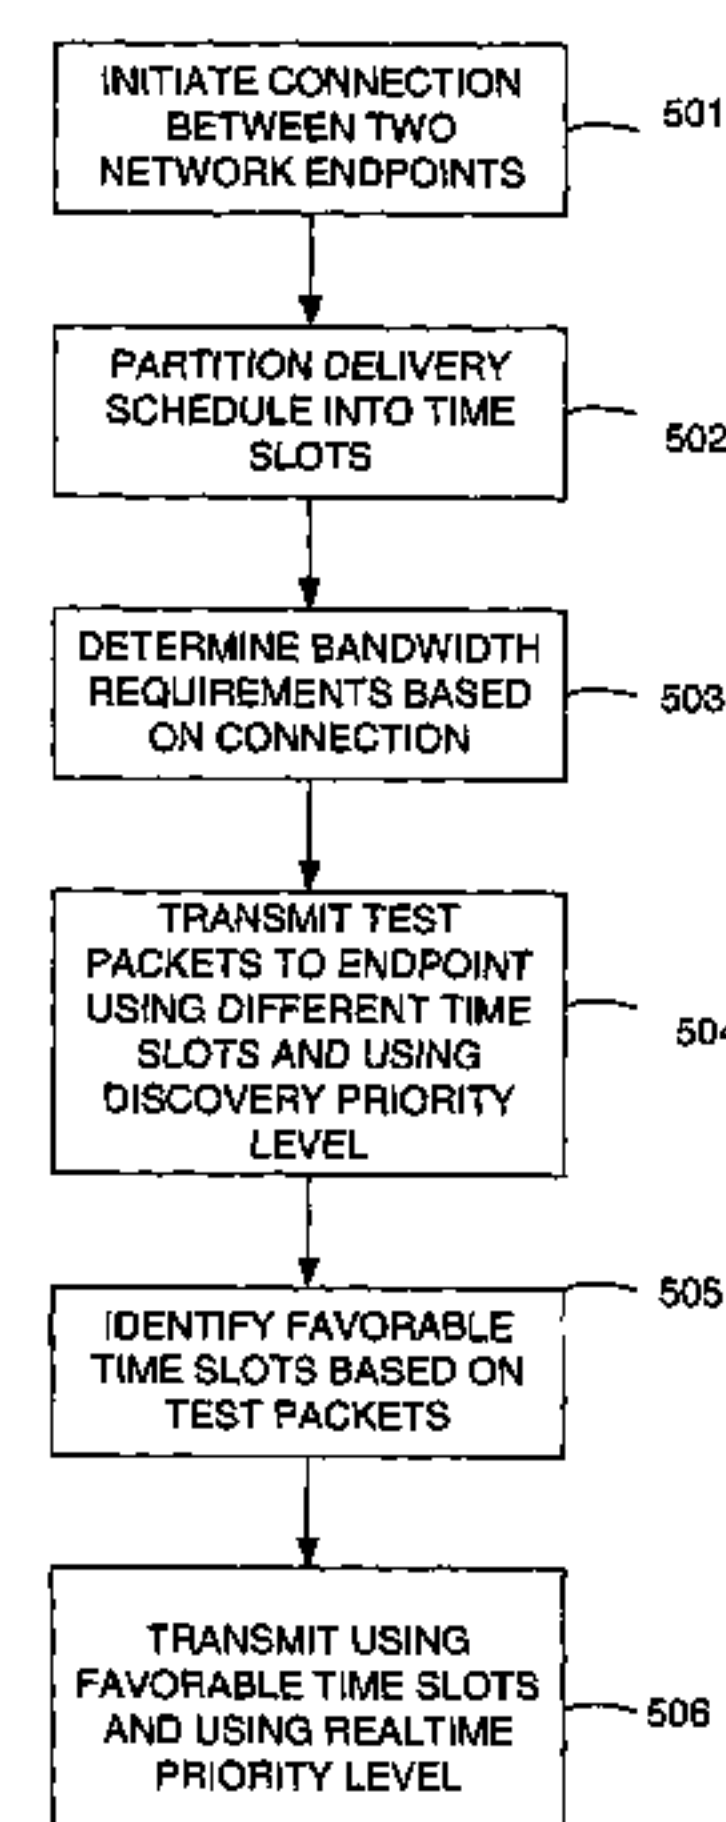 INITIATE CONNECTION
BETWEEN TWO
NETWORK ENDPOINTS
501
PARTITION DELIVERY
SCHEDULE INTO TIME
SLOTS
502
DETERMINE BANDWIDTH
REQUIREMENTS BASED
ON CONNECTION
503
TRANSMIT TEST
PACKETS TO ENDPOINT
USING DIFFERENT TIME
SLOTS AND USING
DISCOVERY PRIORITY
LEVEL
504
505
IDENTIFY FAVORABLE
TIME SLOTS BASED ON
TEST PACKETS
TRANSMIT USING
FAVORABLE TIME SLOTS
AND USING REALTIME
PRIORITY LEVEL
506